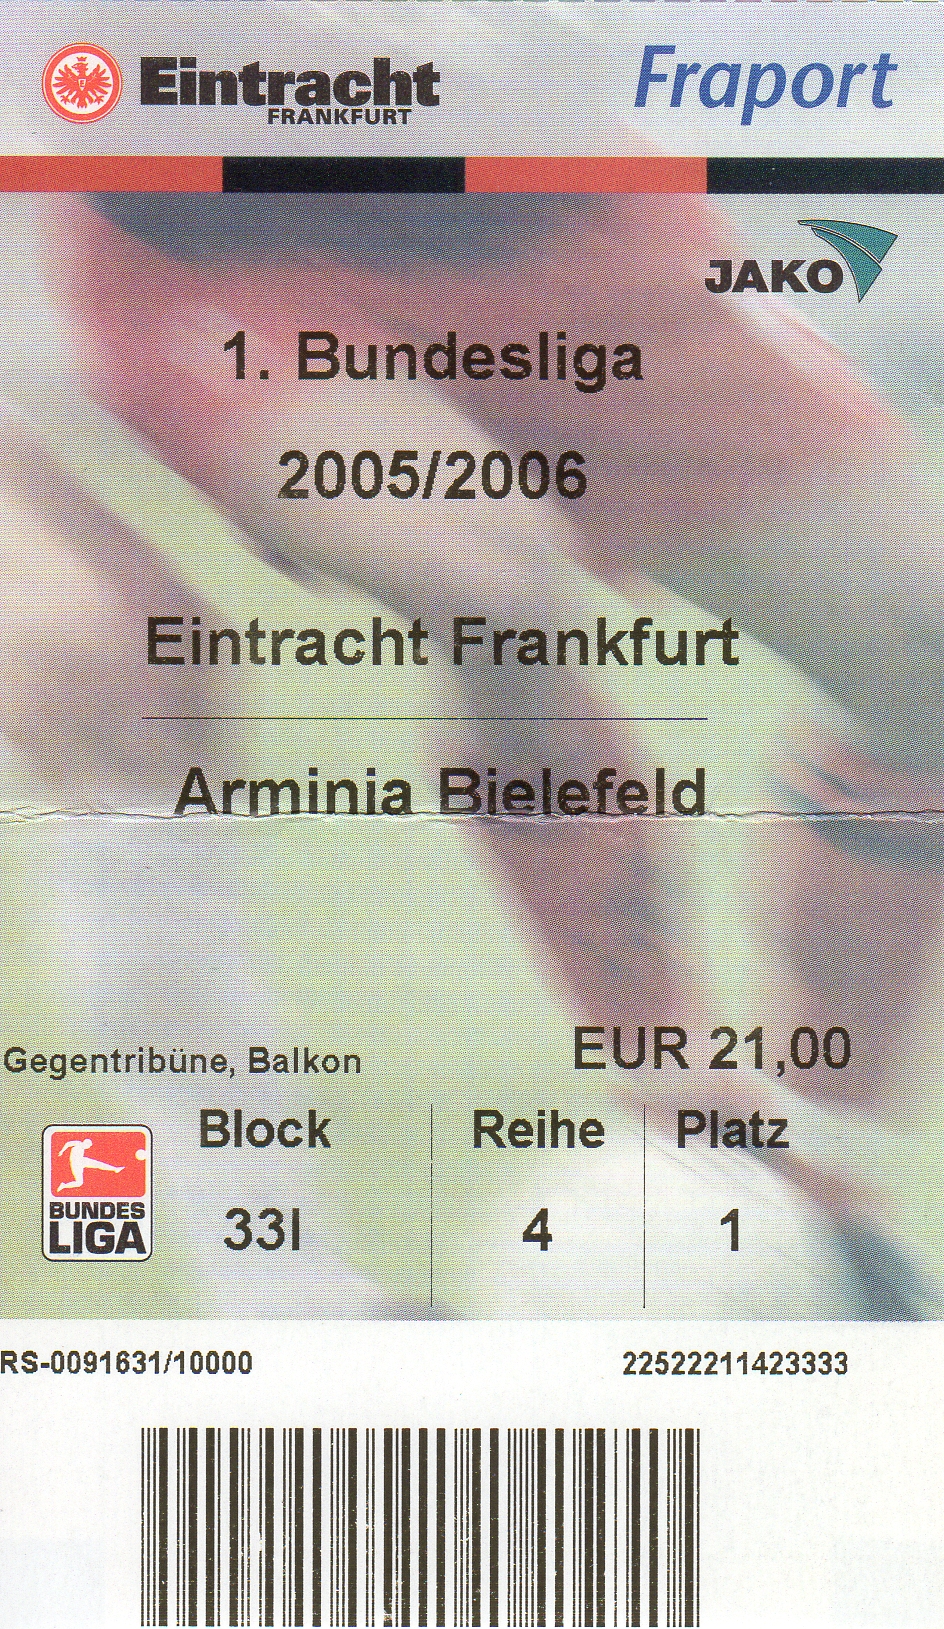 Eintracht
FRANKFURT
Fraport
JAKO
1. Bundesliga
2005/2006
Eintracht Frankfurt
Arminia Bielefeld
Gegentribüne, Balkon
EUR 21,00
Block Reihe Platz
33I 4 1
BUNDES
LIGA
RS-0091631/10000
22522211423333